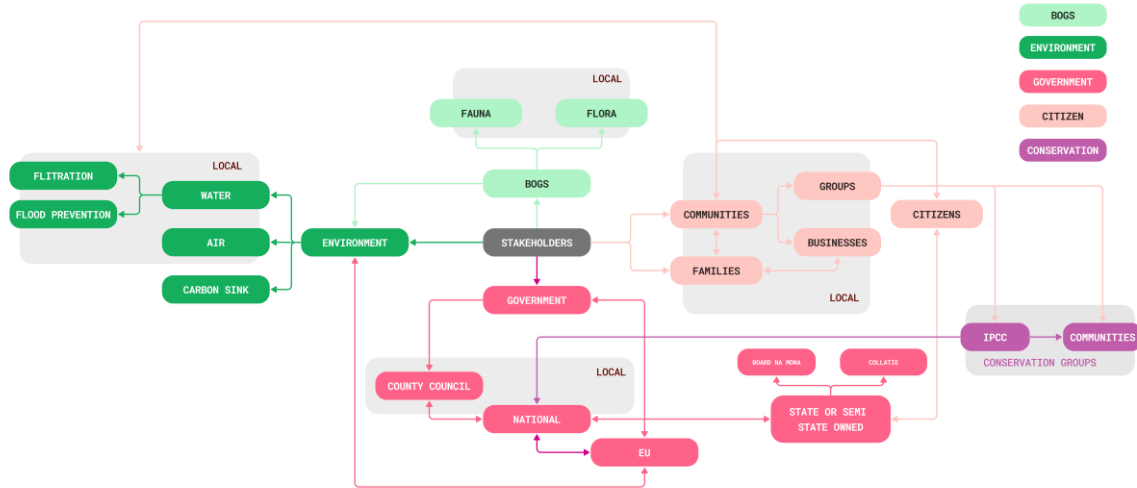 BOGS
ENVIRONMENT
GOVERNMENT
CITIZEN
CONSERVATION
LOCAL
FAUNA
FLORA
LOCAL
FLITRATION
WATER
FLOOD PREVENTION
AIR
CARBON SINK
ENVIRONMENT
BOGS
STAKEHOLDERS
GOVERNMENT
COMMUNITIES
GROUPS
BUSINESSES
FAMILIES
LOCAL
CITIZENS
IPCC
COMMUNITIES
CONSERVATION GROUPS
LOCAL
COUNTY COUNCIL
NATIONAL
EU
BOARD NA MONA
COLLATIE
STATE OR SEMI
STATE OWNED